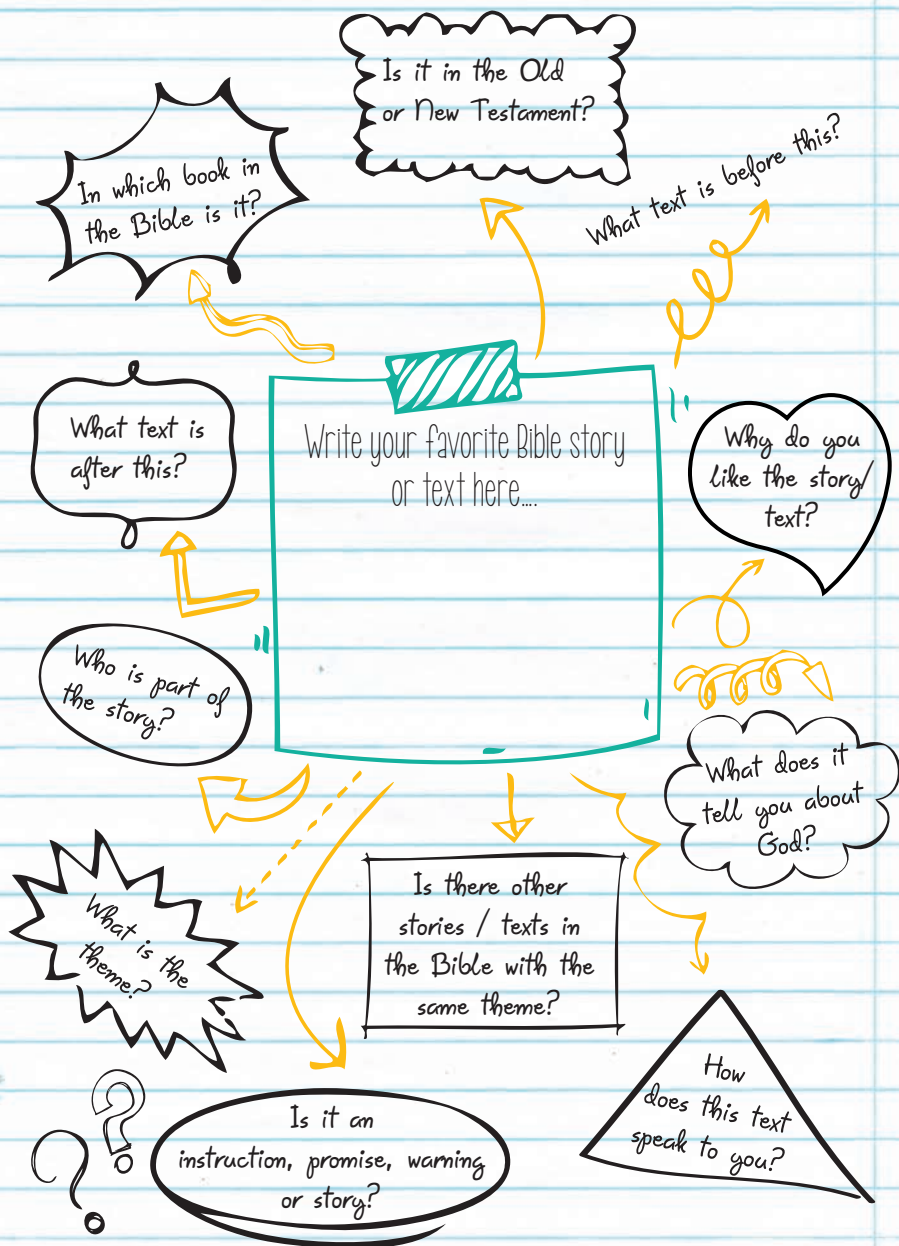 Is it in the Old
or New Testament?
In which book in
the Bible is it?
What text is before this?
Write your favorite Bible story
or text here....
What text is
after this?
Why do you
like the story/
text?
Who is part of
the story?
What does it
tell you about
God?
What is the
theme?
Is there other
stories / texts in
the Bible with the
same theme?
How
does this text
speak to you?
Is it an
instruction, promise, warning
or story?